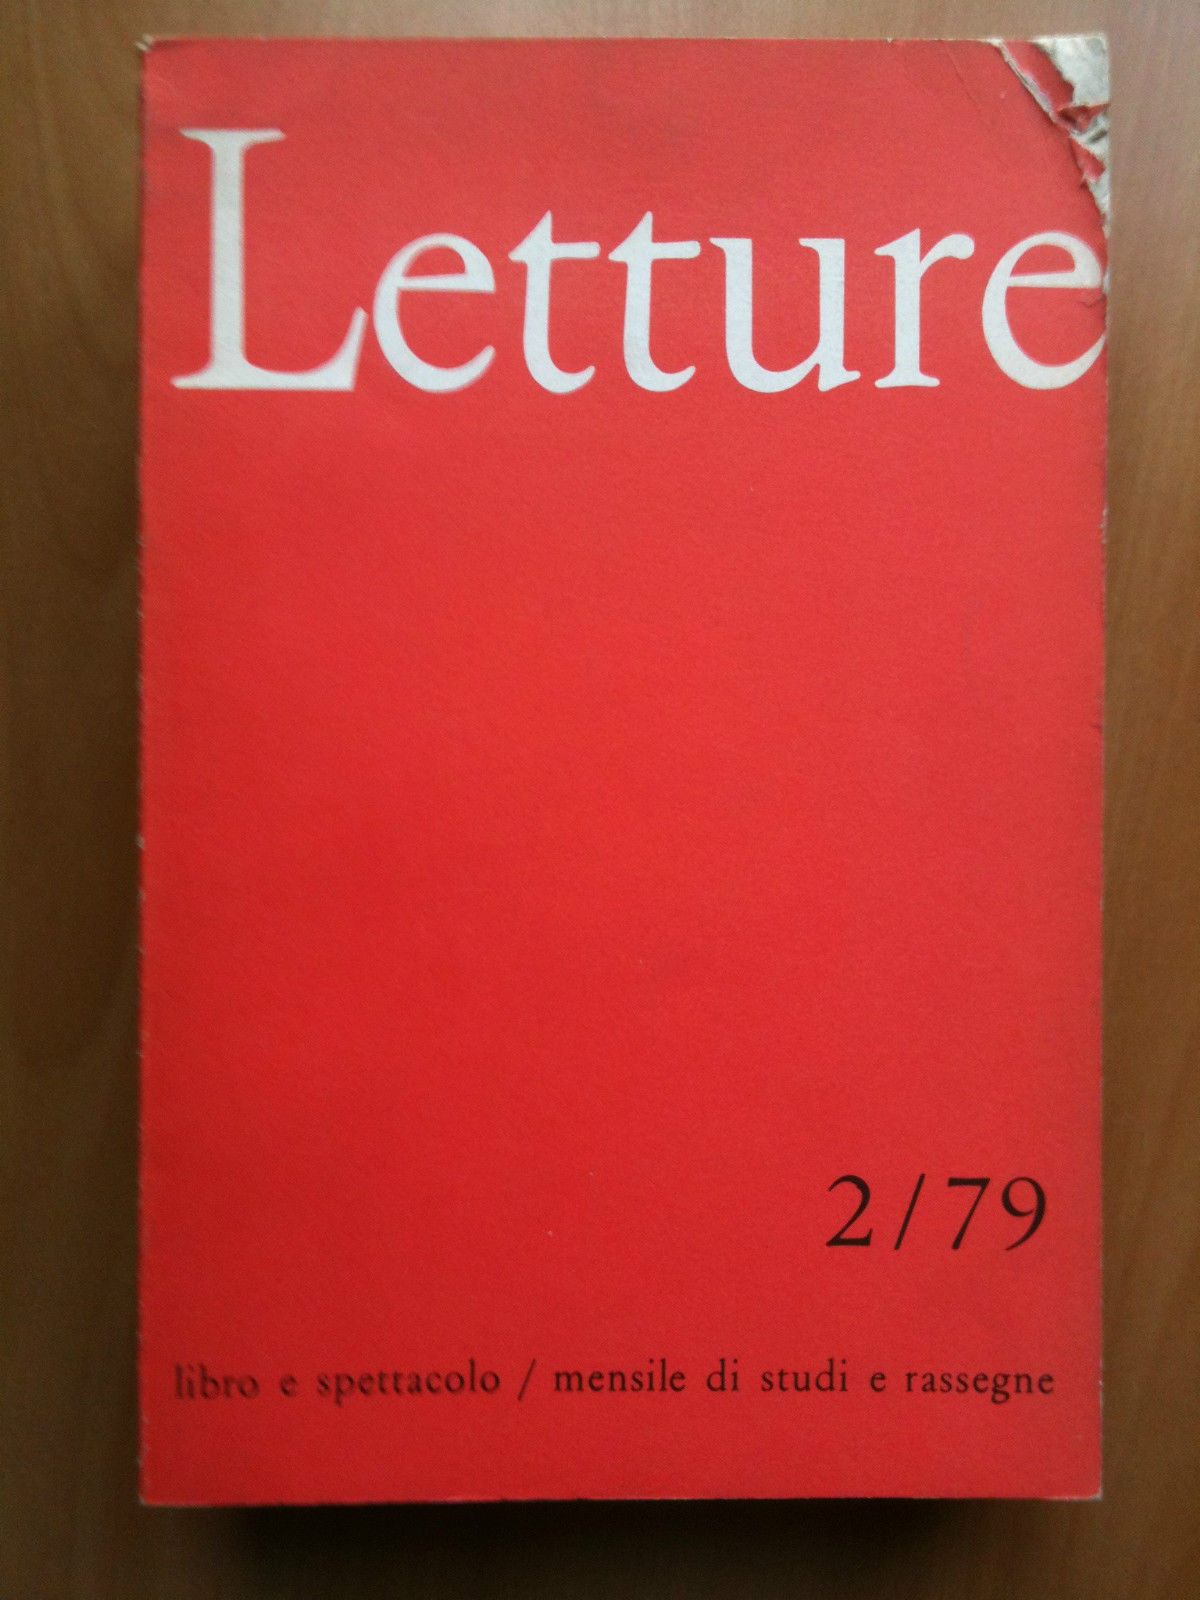 Letture
2/79
libro e spettacolo / mensile di studi e rassegne